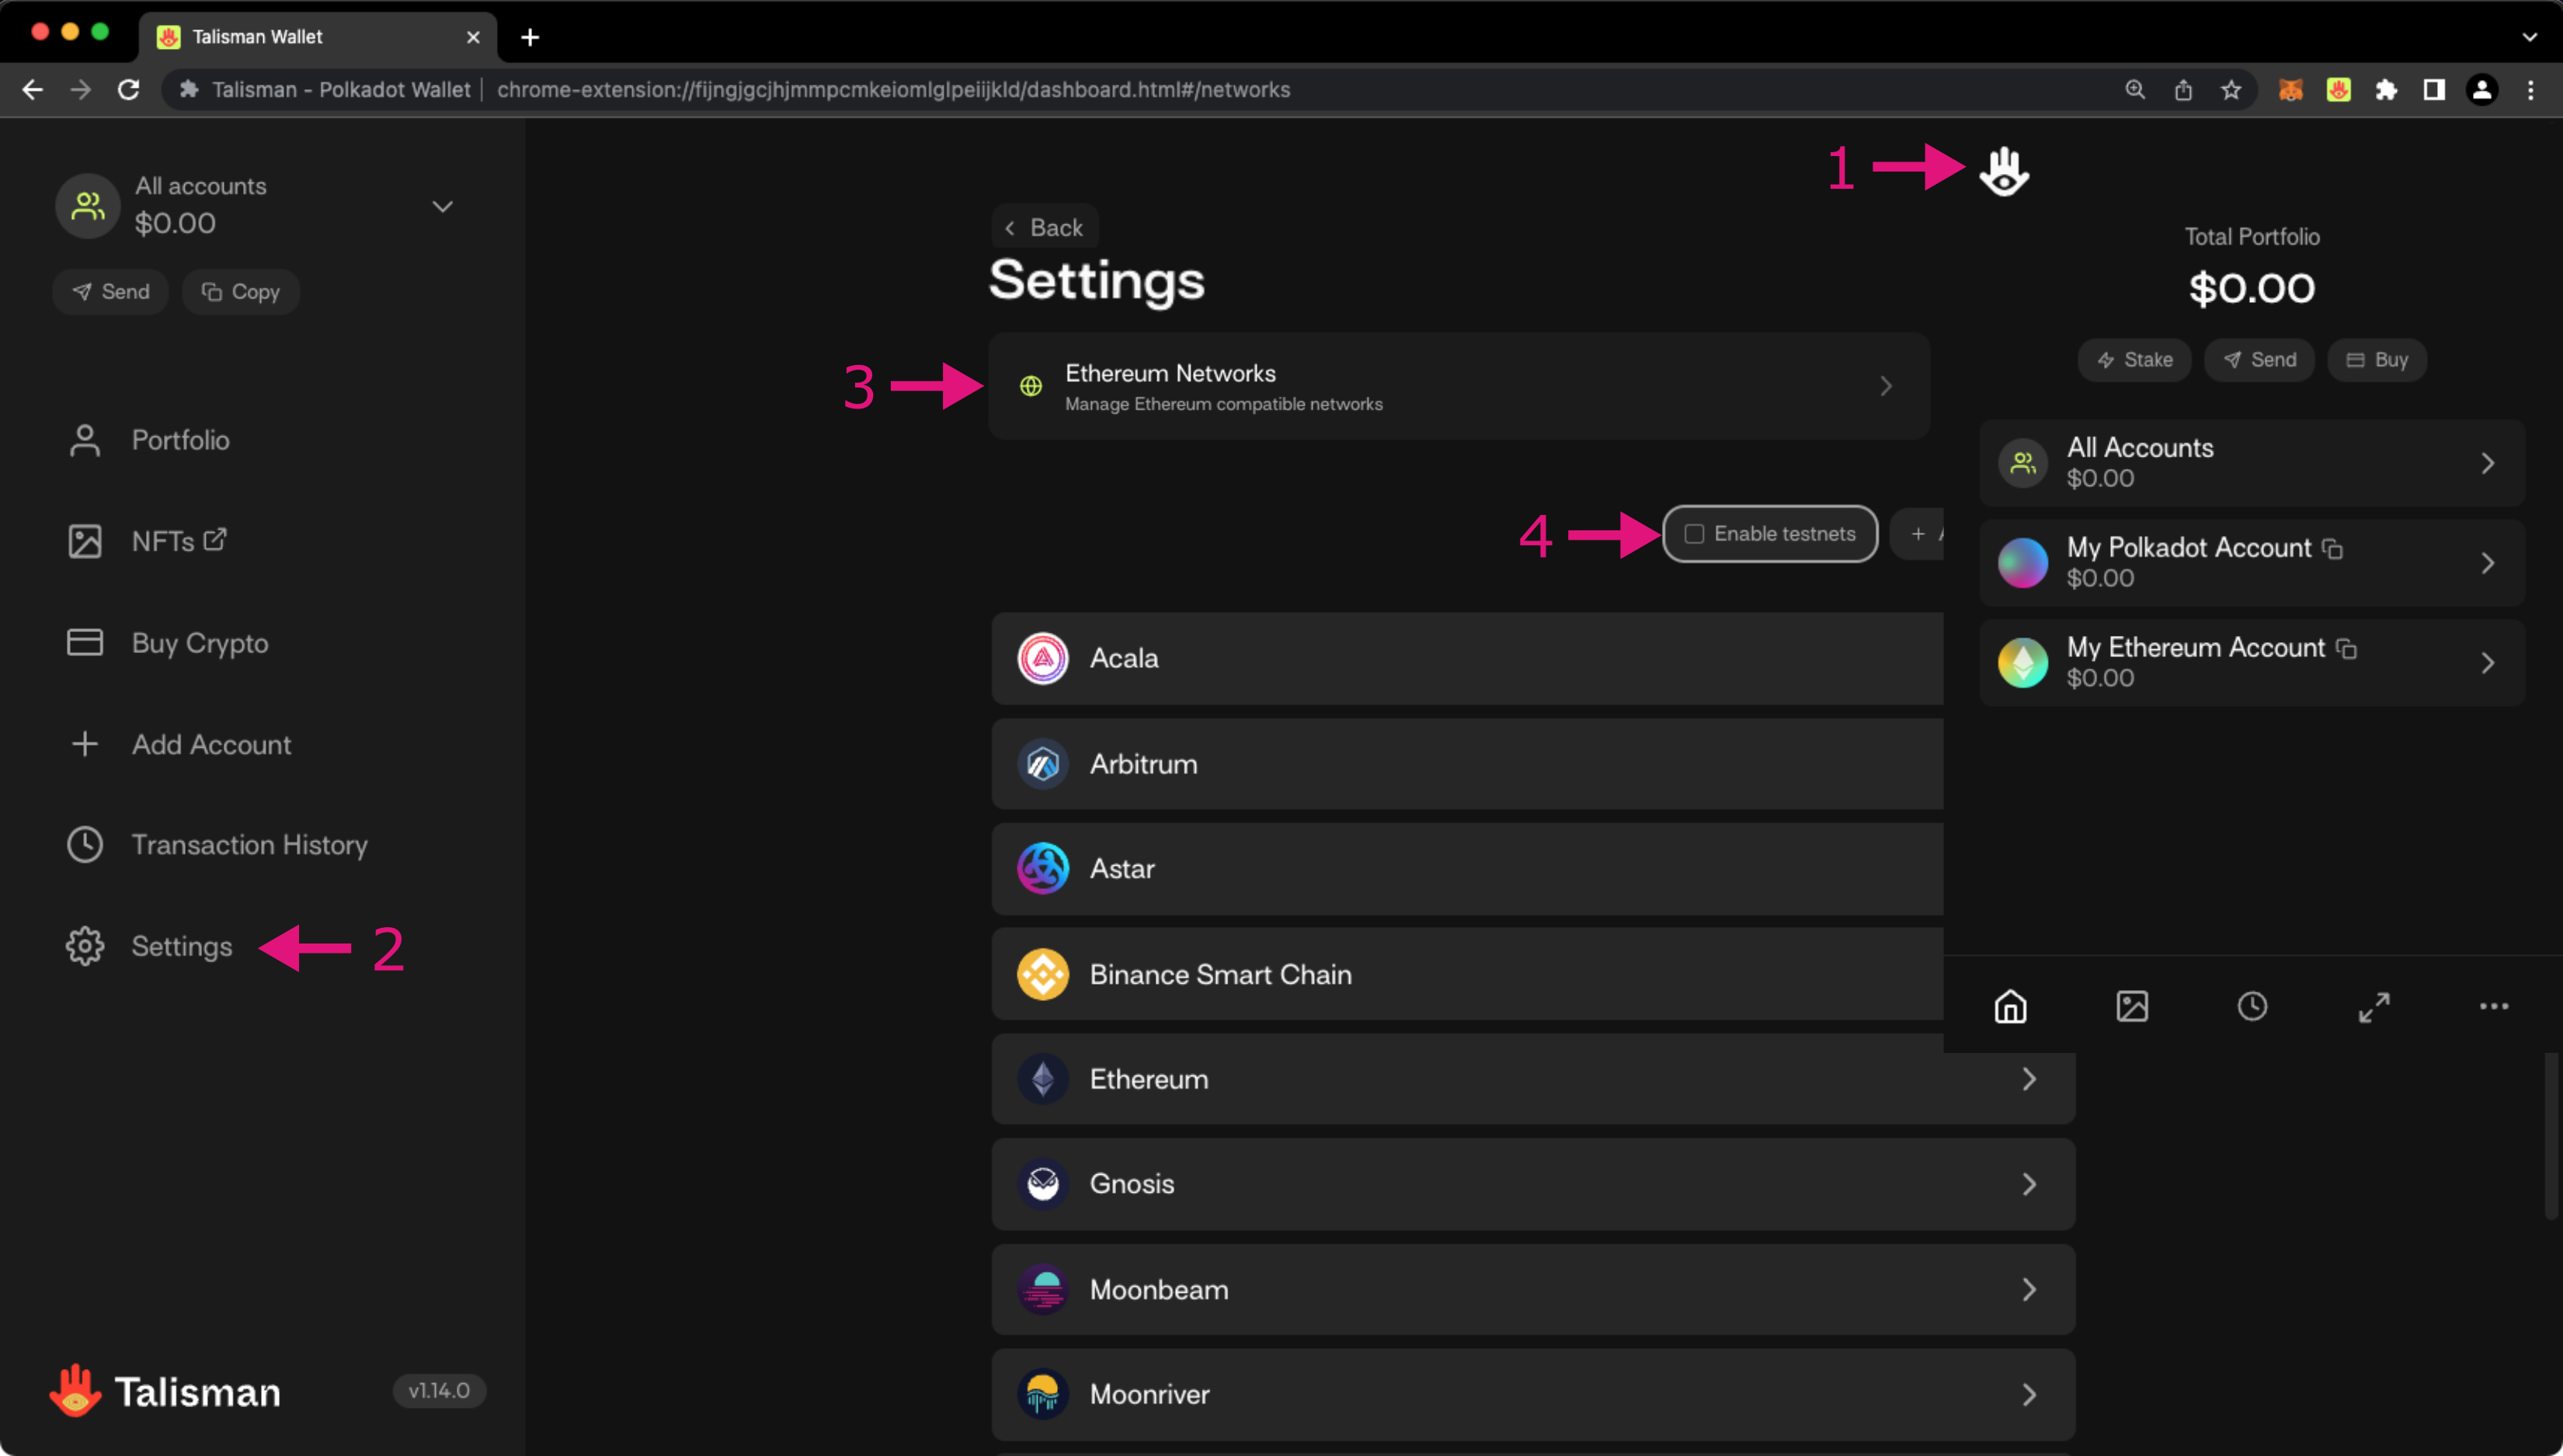 Talisman Wallet
Talisman - Polkadot Wallet
chrome-extension://fijngjgcjhjmmpcmkeiomlglpeiijkld/dashboard.html#/networks
All accounts
$0.00
Send
Copy
Portfolio
NFTs
Buy Crypto
Add Account
Transaction History
Settings
2
Talisman
v1.14.0
Back
Settings
3
Ethereum Networks
Manage Ethereum compatible networks
4
Enable testnets
+
Acala
Arbitrum
Astar
Binance Smart Chain
Ethereum
Gnosis
Moonbeam
Moonriver
1
Total Portfolio
$0.00
Stake
Send
Buy
All Accounts
$0.00
My Polkadot Account
$0.00
My Ethereum Account
$0.00